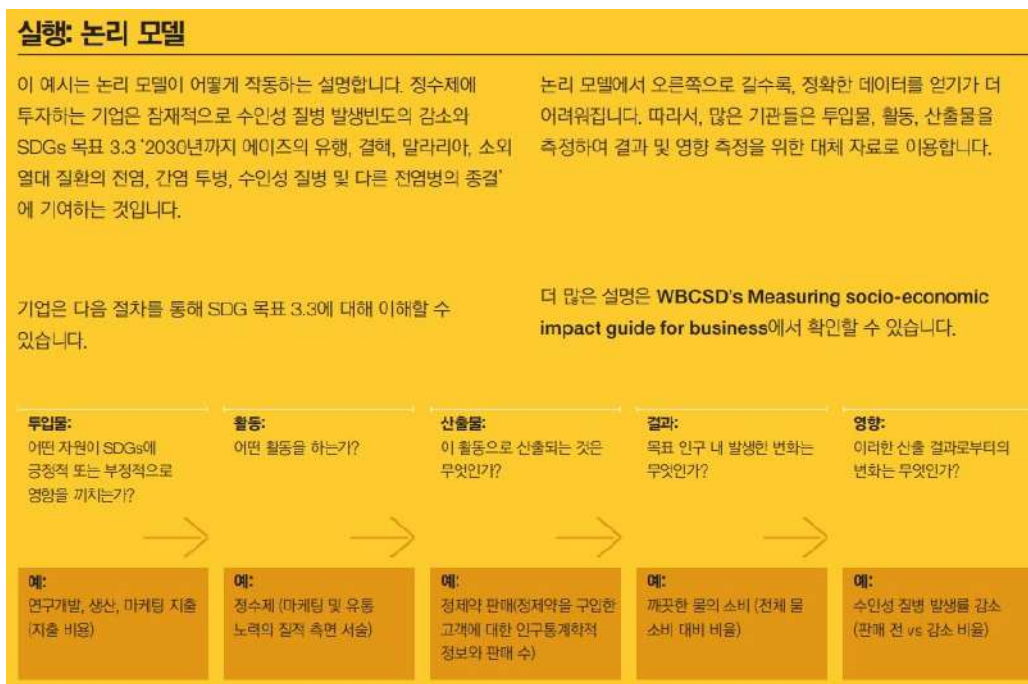 실행: 논리 모델
이 예시는 논리 모델이 어떻게 작동하는 설명합니다. 정수제에
투자하는 기업은 잠재적으로 수인성 질병 발생빈도의 감소와
SDGs 목표 3.3 '2030년까지 에이즈의 유행, 결핵, 말라리아, 소외
열대 질환의 전염, 간염 투병, 수인성 질병 및 다른 전염병의 종결'
에 기여하는 것입니다.
기업은 다음 절차를 통해 SDG 목표 3.3에 대해 이해할 수
있습니다.
논리 모델에서 오른쪽으로 갈수록, 정확한 데이터를 얻기가 더
어려워집니다. 따라서, 많은 기관들은 투입물, 활동, 산출물을
측정하여 결과 및 영향 측정을 위한 대체 자료로 이용합니다.
더 많은 설명은 WBCSD's Measuring socio-economic
impact guide for business에서 확인할 수 있습니다.
투입물:
어떤 자원이 SDGs에
긍정적 또는 부정적으로
영향을 끼치는가?
활동:
어떤 활동을 하는가?
산출물:
이 활동으로 산출되는 것은
무엇인가?
결과:
목표 인구 내 발생한 변화는
무엇인가?
영향:
이러한 산출 결과로부터의
변화는 무엇인가?
예:
연구개발, 생산, 마케팅 지출
(지출 비용)
예:
정수제 (마케팅 및 유통
노력의 질적 측면 서술)
예:
정제약 판매(정제약을 구입한
고객에 대한 인구통계학적
정보와 판매 수)
예:
깨끗한 물의 소비 (전체 물
소비 대비 비율)
예:
수인성 질병 발생률 감소
(판매 전 vs 감소 비율)